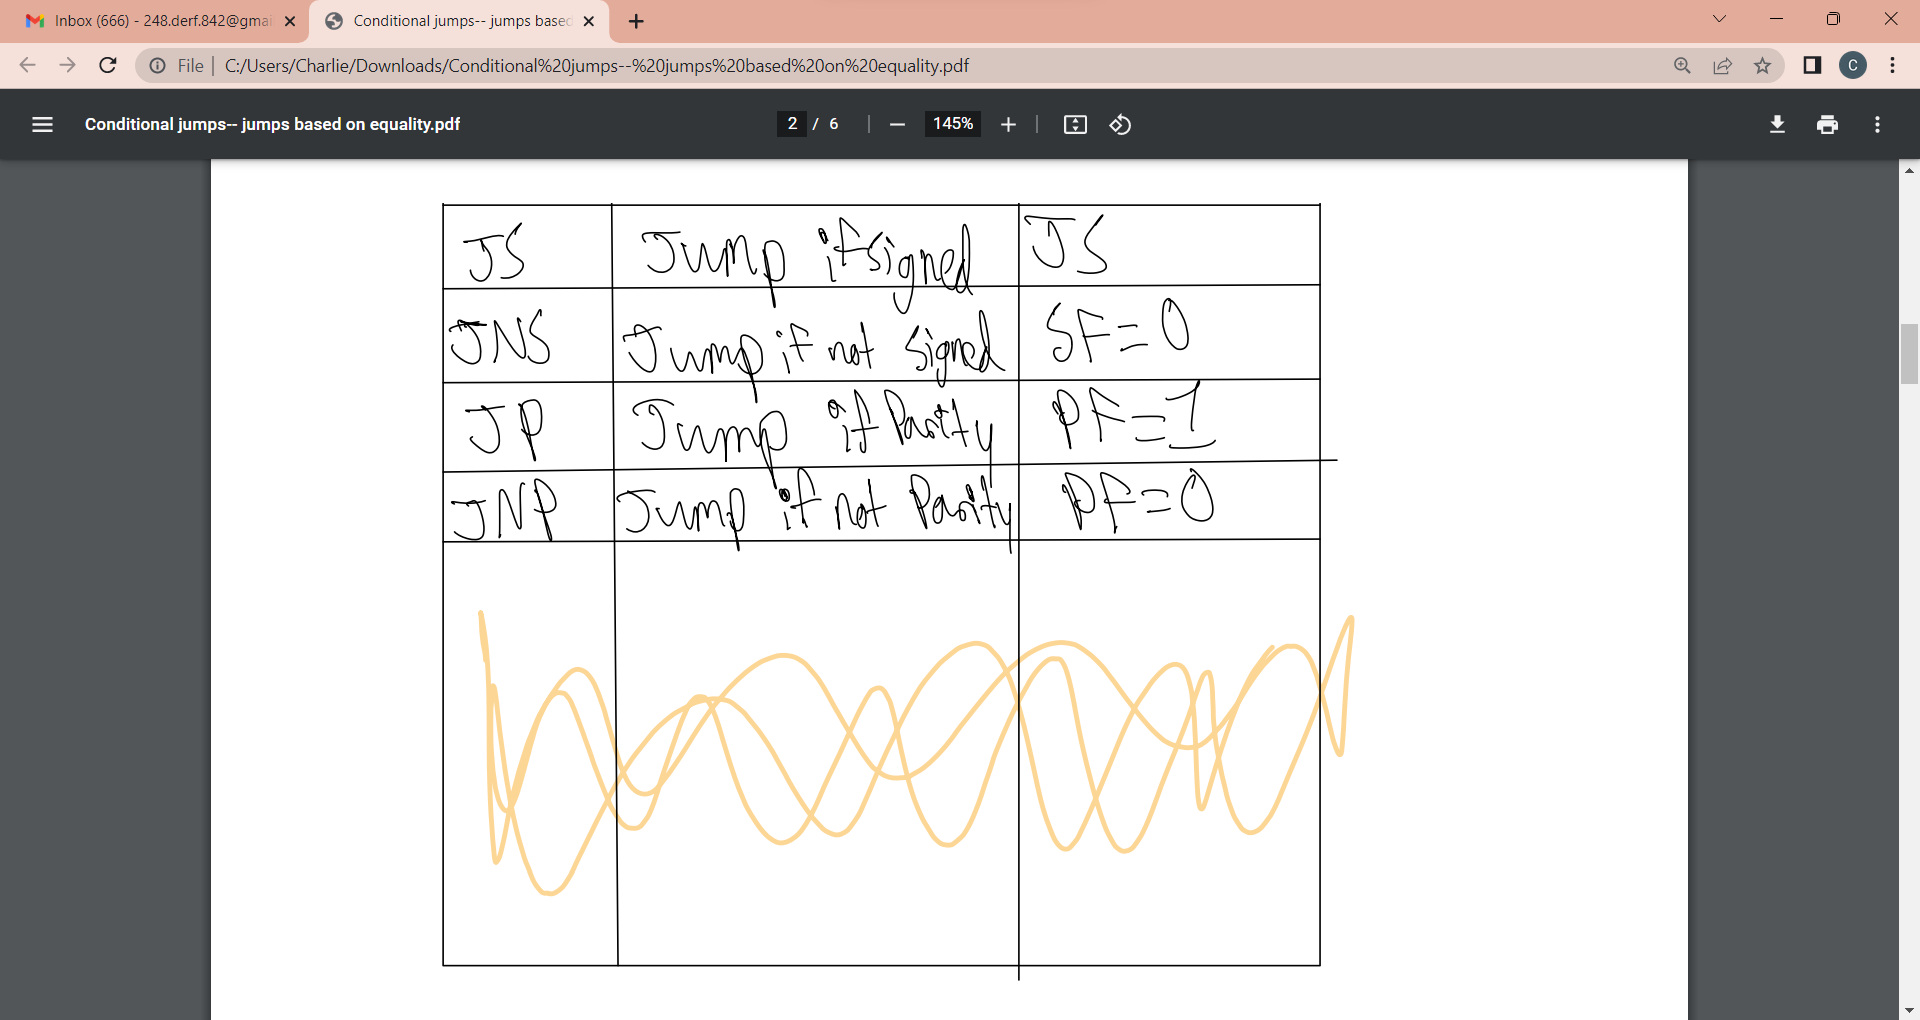 Inbox (666) - 248.derf.842@gmai
Conditional jumps-- jumps based
File | C:/Users/Charlie/Downloads/Conditional%20jumps--%20jumps%20based%20on%20equality.pdf
C
Conditional jumps-- jumps based on equality.pdf
2 / 6
145%
JS Jump if signed JS
JNS Jump if not signed SF=0
JP Jump if Parity PF=1
JNP Jump if not Parity PF=0